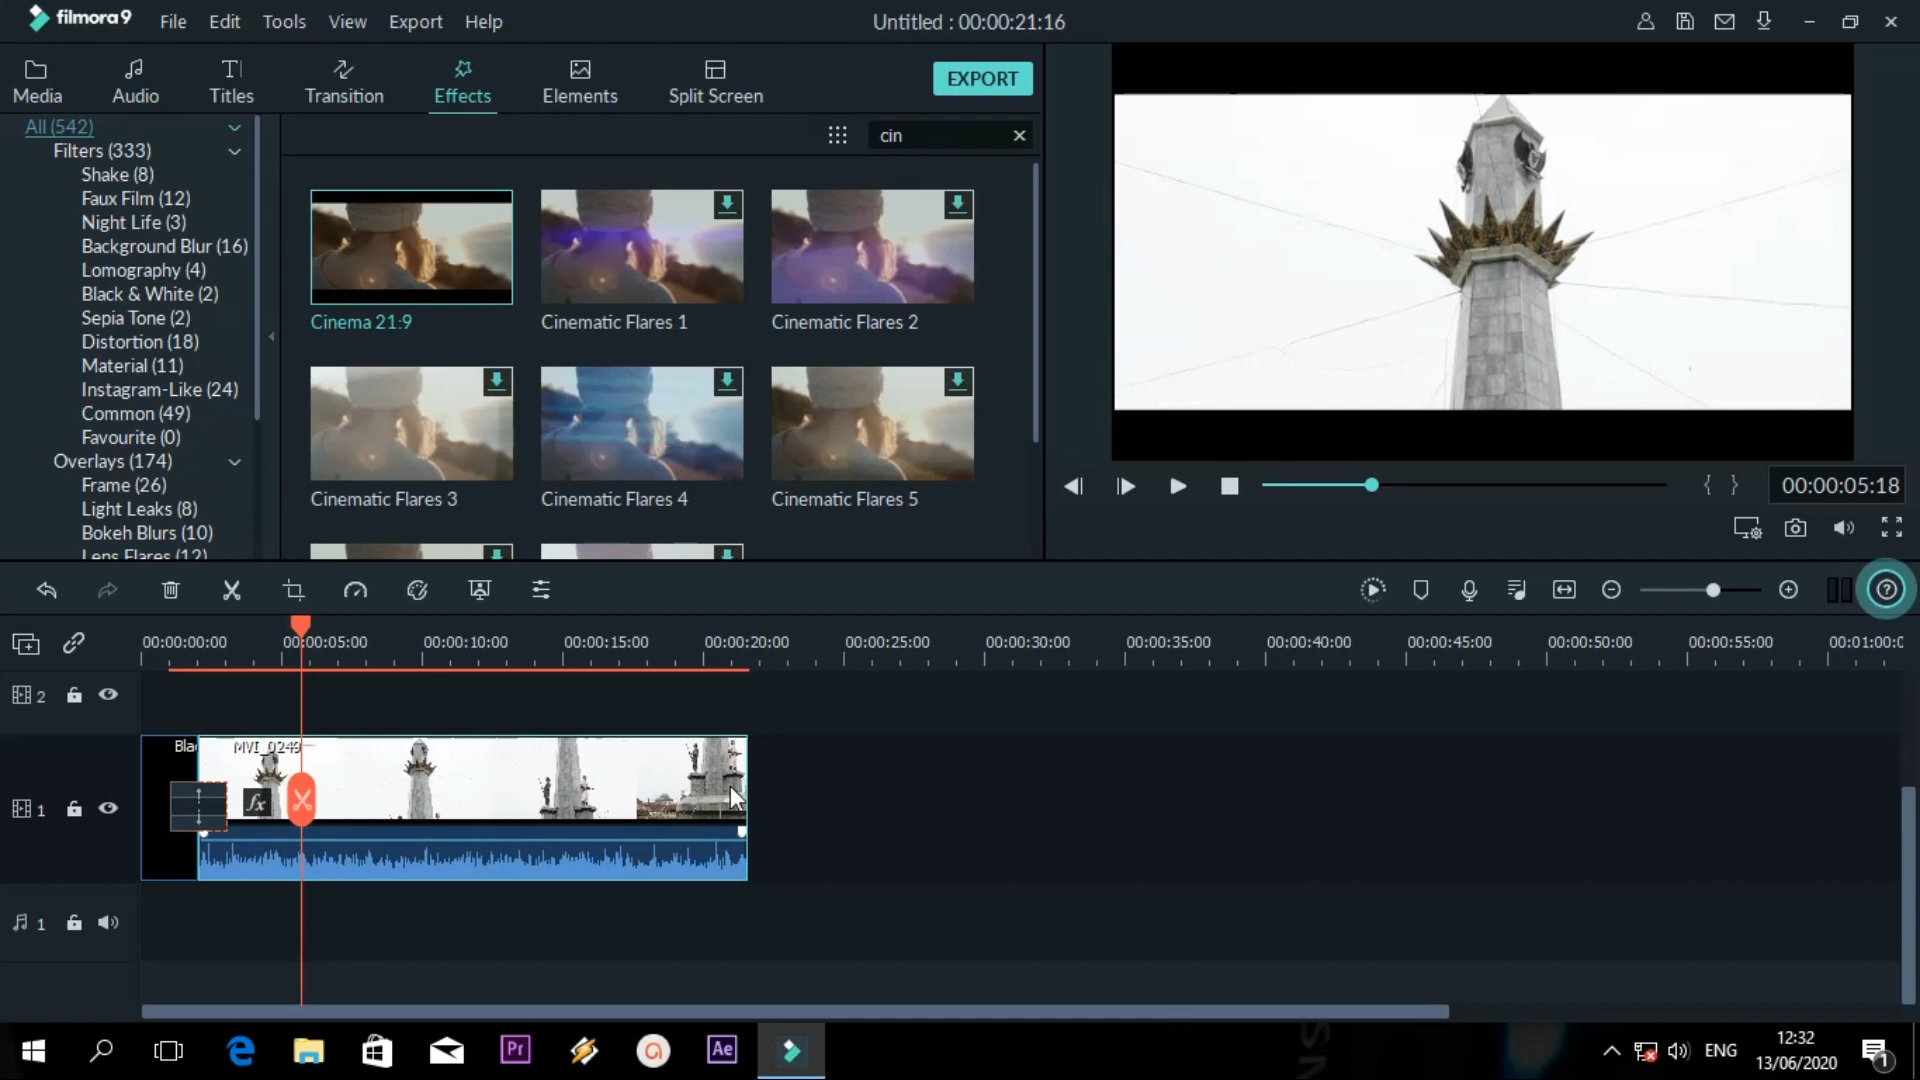 filmora9 File Edit Tools View Export Help Untitled : 00:00:21:16
Media Audio Titles Transition Effects Elements Split Screen EXPORT
All (542)
Filters (333)
Shake (8)
Faux Film (12)
Night Life (3)
Background Blur (16)
Lomography (4)
Black & White (2)
Sepia Tone (2)
Distortion (18)
Material (11)
Instagram-Like (24)
Common (49)
Favourite (0)
Overlays (174)
Frame (26)
Light Leaks (8)
Bokeh Blurs (10)
Lens Flares (12)
cin
Cinema 21:9 Cinematic Flares 1 Cinematic Flares 2
Cinematic Flares 3 Cinematic Flares 4 Cinematic Flares 5
00:00:05:18
00:00:00:00 00:00:05:00 00:00:10:00 00:00:15:00 00:00:20:00 00:00:25:00 00:00:30:00 00:00:35:00 00:00:40:00 00:00:45:00 00:00:50:00 00:00:55:00 00:01:00:0
2
Bla MVI_0249
fx
1
1
Pr Ae
ENG
12:32
13/06/2020
1